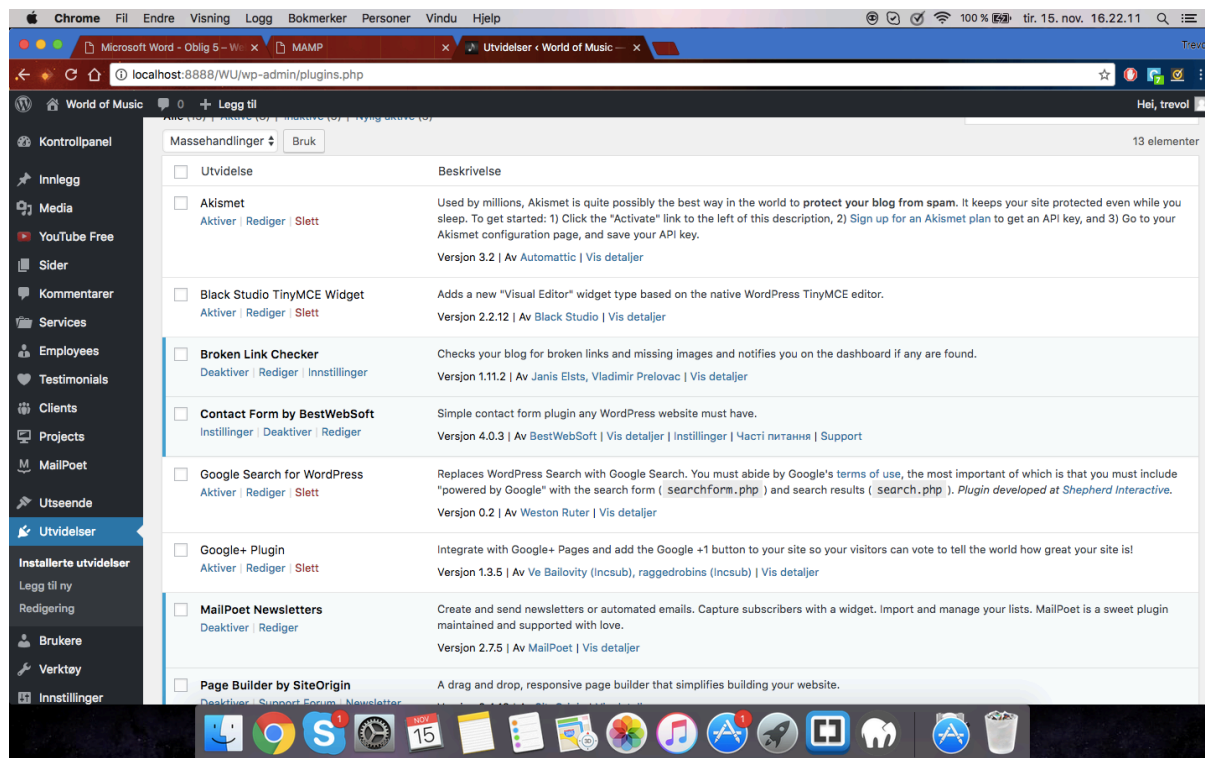 Chrome Fil Endre Visning Logg Bokmerker Personer Vindu Hjelp 100 % tir. 15. nov. 16.22.11
Microsoft Word - Oblig 5 – W MAMP Utvidelser ‹ World of Music — Trevo
localhost:8888/WU/wp-admin/plugins.php
World of Music 0 + Legg til Hei, trevol
Massehandlinger Bruk 13 elementer
Kontrollpanel
Innlegg
Media
YouTube Free
Sider
Kommentarer
Services
Employees
Testimonials
Clients
Projects
MailPoet
Utseende
Utvidelser
Installerte utvidelser
Legg til ny
Redigering
Brukere
Verktøy
Innstillinger
Utvidelse Beskrivelse
Akismet
Aktiver | Rediger | Slett
Used by millions, Akismet is quite possibly the best way in the world to protect your blog from spam. It keeps your site protected even while you
sleep. To get started: 1) Click the "Activate" link to the left of this description, 2) Sign up for an Akismet plan to get an API key, and 3) Go to your
Akismet configuration page, and save your API key.
Versjon 3.2 | Av Automattic | Vis detaljer
Black Studio TinyMCE Widget
Aktiver | Rediger | Slett
Adds a new "Visual Editor" widget type based on the native WordPress TinyMCE editor.
Versjon 2.2.12 | Av Black Studio | Vis detaljer
Broken Link Checker
Deaktiver | Rediger | Innstillinger
Checks your blog for broken links and missing images and notifies you on the dashboard if any are found.
Versjon 1.11.2 | Av Janis Elsts, Vladimir Prelovac | Vis detaljer
Contact Form by BestWebSoft
Instillinger | Deaktiver | Rediger
Simple contact form plugin any WordPress website must have.
Versjon 4.0.3 | Av BestWebSoft | Vis detaljer | Instillinger | Часті питання | Support
Google Search for WordPress
Aktiver | Rediger | Slett
Replaces WordPress Search with Google Search. You must abide by Google's terms of use, the most important of which is that you must include
"powered by Google" with the search form ( searchform.php ) and search results ( search.php ). Plugin developed at Shepherd Interactive.
Versjon 0.2 | Av Weston Ruter | Vis detaljer
Google+ Plugin
Aktiver | Rediger | Slett
Integrate with Google+ Pages and add the Google +1 button to your site so your visitors can vote to tell the world how great your site is!
Versjon 1.3.5 | Av Ve Bailovity (Incsub), raggedrobins (Incsub) | Vis detaljer
MailPoet Newsletters
Deaktiver | Rediger
Create and send newsletters or automated emails. Capture subscribers with a widget. Import and manage your lists. MailPoet is a sweet plugin
maintained and supported with love.
Versjon 2.7.5 | Av MailPoet | Vis detaljer
Page Builder by SiteOrigin
Deaktiver | Support Forum | Newsletter
A drag and drop, responsive page builder that simplifies building your website.
1
NOV
15
1